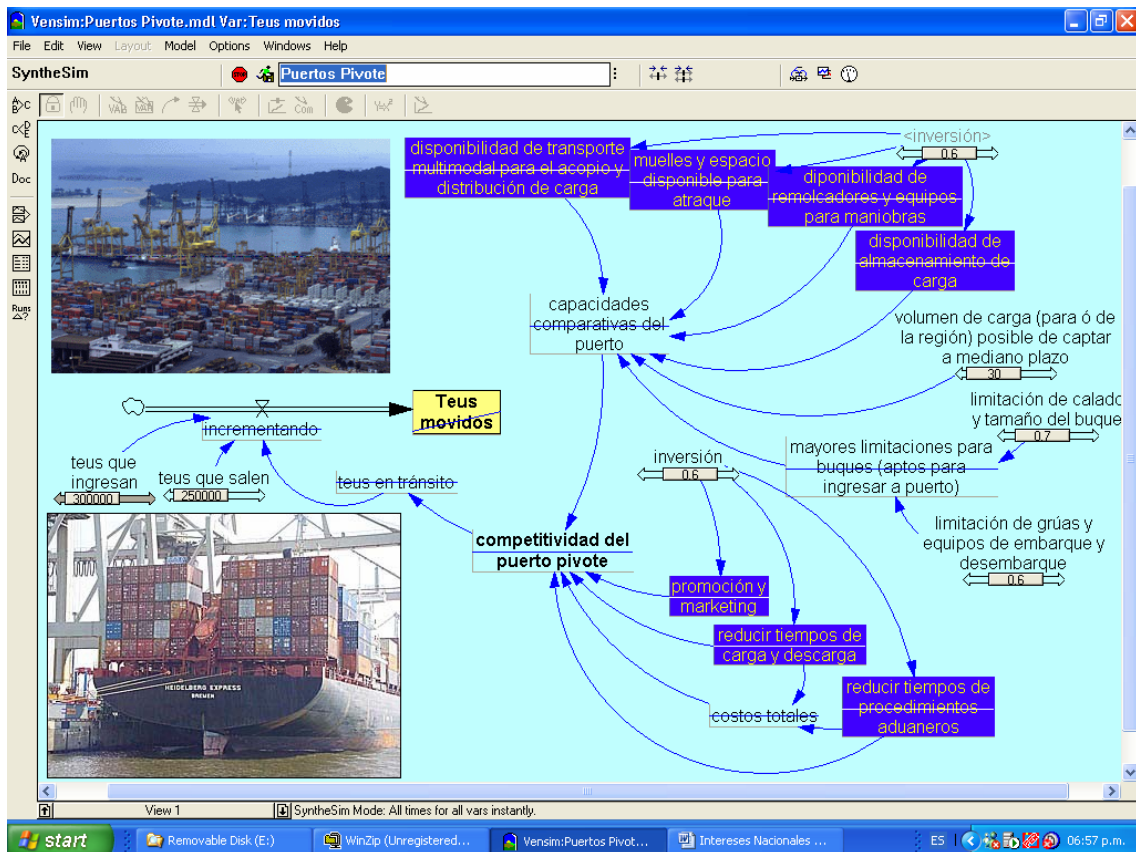 Vensim:Puertos Pivote.mdl Var:Teus movidos
File Edit View Layout Model Options Windows Help
SyntheSim
STOP
Puertos Pivote
VAB
VAR
Com
Doc
Runs
<inversión>
0.6
disponibilidad de transporte
multimodal para el acopio y
distribución de carga
muelles y espacio
disponible para
atraque
diponibilidad de
remolcadores y equipos
para maniobras
disponibilidad de
almacenamiento de
carga
capacidades
comparativas del
puerto
volumen de carga (para ó de
la región) posible de captar
a mediano plazo
30
Teus
movidos
incrementando
limitación de calado
y tamaño del buque
0.7
teus que
ingresan
300000
teus que salen
250000
teus en tránsito
inversión
0.6
mayores limitaciones para
buques (aptos para
ingresar a puerto)
competitividad del
puerto pivote
limitación de grúas y
equipos de embarque y
desembarque
0.6
promoción y
marketing
reducir tiempos de
carga y descarga
reducir tiempos de
procedimientos
aduaneros
costos totales
HEIDELBERG EXPRESS
BREMEN
View 1
SyntheSim Mode: All times for all vars instantly.
start
Removable Disk (E:)
WinZip (Unregistered...
Vensim:Puertos Pivot...
Intereses Nacionales ...
ES
06:57 p.m.